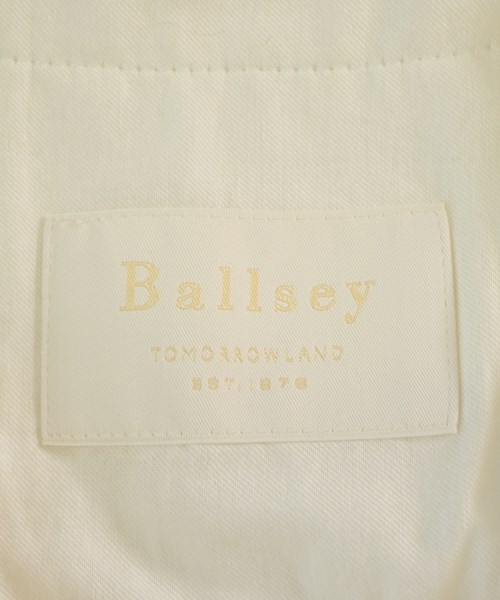 Ballsey
TOMORROWLAND
EST. 1978